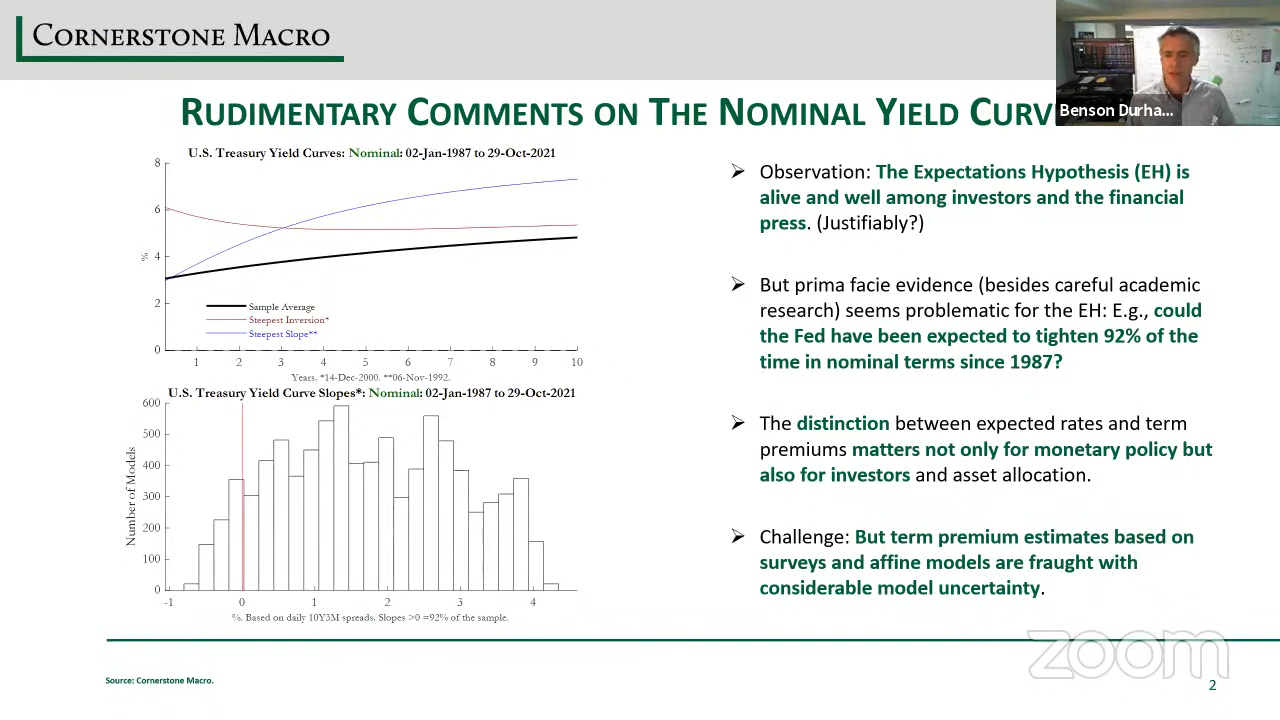 CORNERSTONE MACRO
Benson Durha...
RUDIMENTARY COMMENTS ON THE NOMINAL YIELD CURV
U.S. Treasury Yield Curves: Nominal: 02-Jan-1987 to 29-Oct-2021
8
6
4
2
0
%
Sample Average
Steepest Inversion*
Steepest Slope**
1 2 3 4 5 6 7 8 9 10
Years. *14-Dec-2000. **06-Nov-1992.
U.S. Treasury Yield Curve Slopes*: Nominal: 02-Jan-1987 to 29-Oct-2021
600
500
400
300
200
100
0
Number of Models
-1 0 1 2 3 4
%. Based on daily 10Y3M spreads. Slopes >0 =92% of the sample.
Observation: The Expectations Hypothesis (EH) is
alive and well among investors and the financial
press. (Justifiably?)
But prima facie evidence (besides careful academic
research) seems problematic for the EH: E.g., could
the Fed have been expected to tighten 92% of the
time in nominal terms since 1987?
The distinction between expected rates and term
premiums matters not only for monetary policy but
also for investors and asset allocation.
Challenge: But term premium estimates based on
surveys and affine models are fraught with
considerable model uncertainty.
zoom
Source: Cornerstone Macro.
2